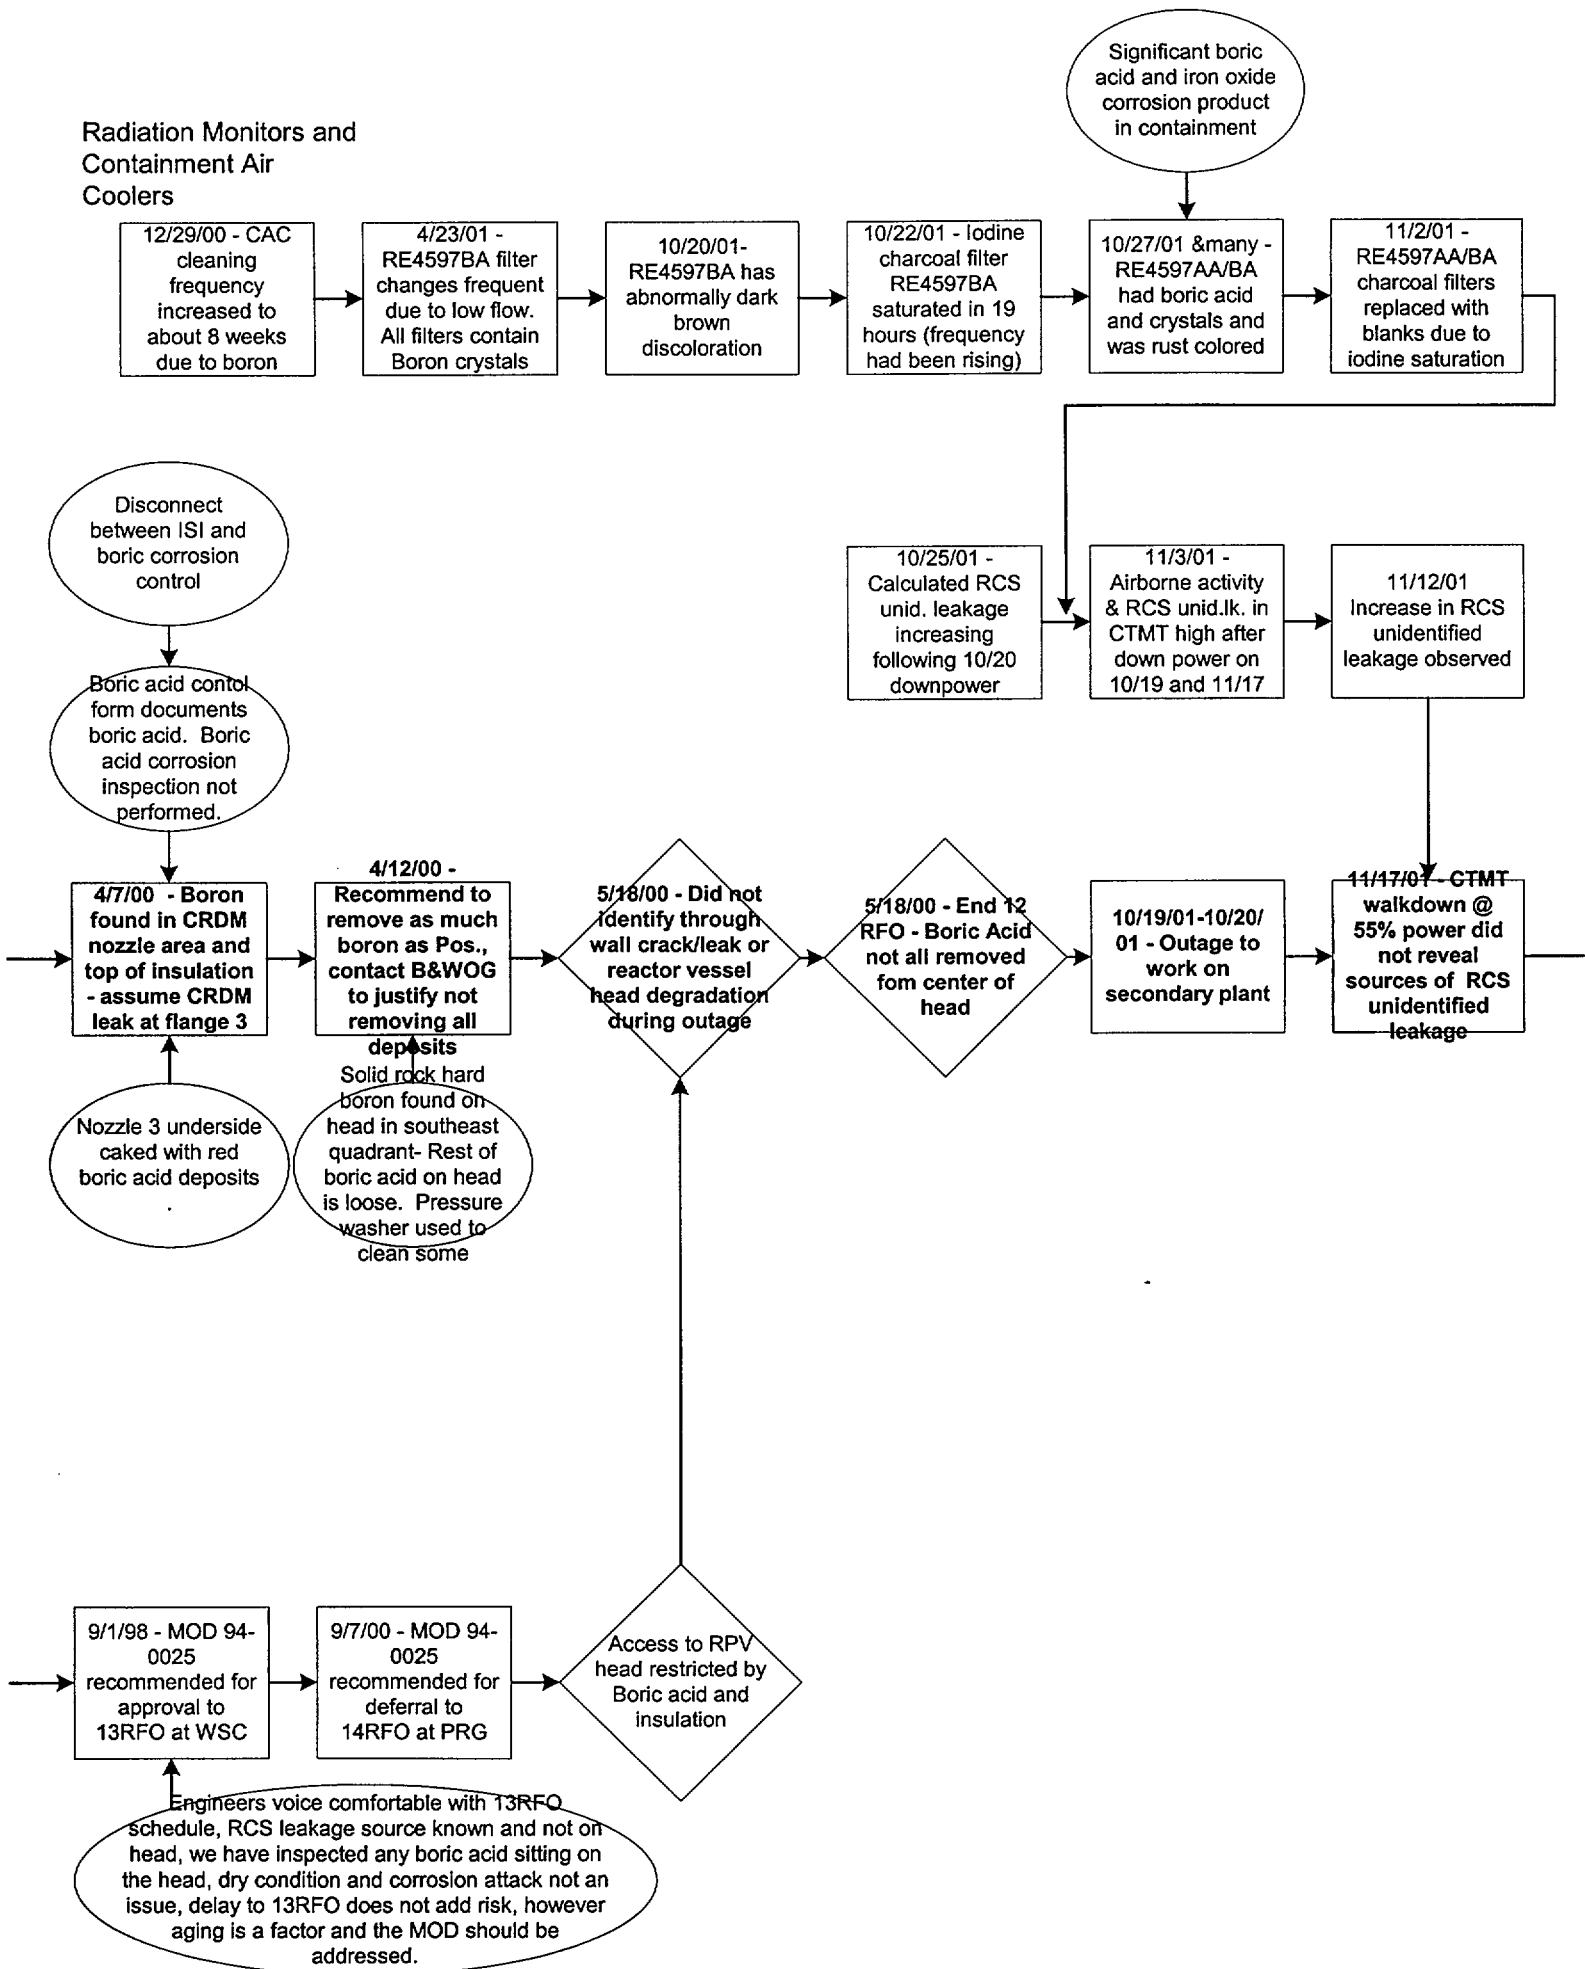 Significant boric
acid and iron oxide
corrosion product
in containment
Radiation Monitors and
Containment Air
Coolers
12/29/00 - CAC
cleaning
frequency
increased to
about 8 weeks
due to boron
4/23/01 -
RE4597BA filter
changes frequent
due to low flow.
All filters contain
Boron crystals
10/20/01-
RE4597BA has
abnormally dark
brown
discoloration
10/22/01 - Iodine
charcoal filter
RE4597BA
saturated in 19
hours (frequency
had been rising)
10/27/01 &many -
RE4597AA/BA
had boric acid
and crystals and
was rust colored
11/2/01 -
RE4597AA/BA
charcoal filters
replaced with
blanks due to
iodine saturation
Disconnect
between ISI and
boric corrosion
control
10/25/01 -
Calculated RCS
unid. leakage
increasing
following 10/20
downpower
11/3/01 -
Airborne activity
& RCS unid.lk. in
CTMT high after
down power on
10/19 and 11/17
11/12/01
Increase in RCS
unidentified
leakage observed
Boric acid contol
form documents
boric acid. Boric
acid corrosion
inspection not
performed.
4/7/00 - Boron
found in CRDM
nozzle area and
top of insulation
- assume CRDM
leak at flange 3
4/12/00 -
Recommend to
remove as much
boron as Pos.,
contact B&WOG
to justify not
removing all
deposits
5/18/00 - Did not
identify through
wall crack/leak or
reactor vessel
head degradation
during outage
5/18/00 - End 12
RFO - Boric Acid
not all removed
fom center of
head
10/19/01-10/20/
01 - Outage to
work on
secondary plant
11/17/01 - CTMT
walkdown @
55% power did
not reveal
sources of RCS
unidentified
leakage
Nozzle 3 underside
caked with red
boric acid deposits
.
Solid rock hard
boron found on
head in southeast
quadrant- Rest of
boric acid on head
is loose. Pressure
washer used to
clean some
9/1/98 - MOD 94-
0025
recommended for
approval to
13RFO at WSC
9/7/00 - MOD 94-
0025
recommended for
deferral to
14RFO at PRG
Access to RPV
head restricted by
Boric acid and
insulation
Engineers voice comfortable with 13RFO
schedule, RCS leakage source known and not on
head, we have inspected any boric acid sitting on
the head, dry condition and corrosion attack not an
issue, delay to 13RFO does not add risk, however
aging is a factor and the MOD should be
addressed.